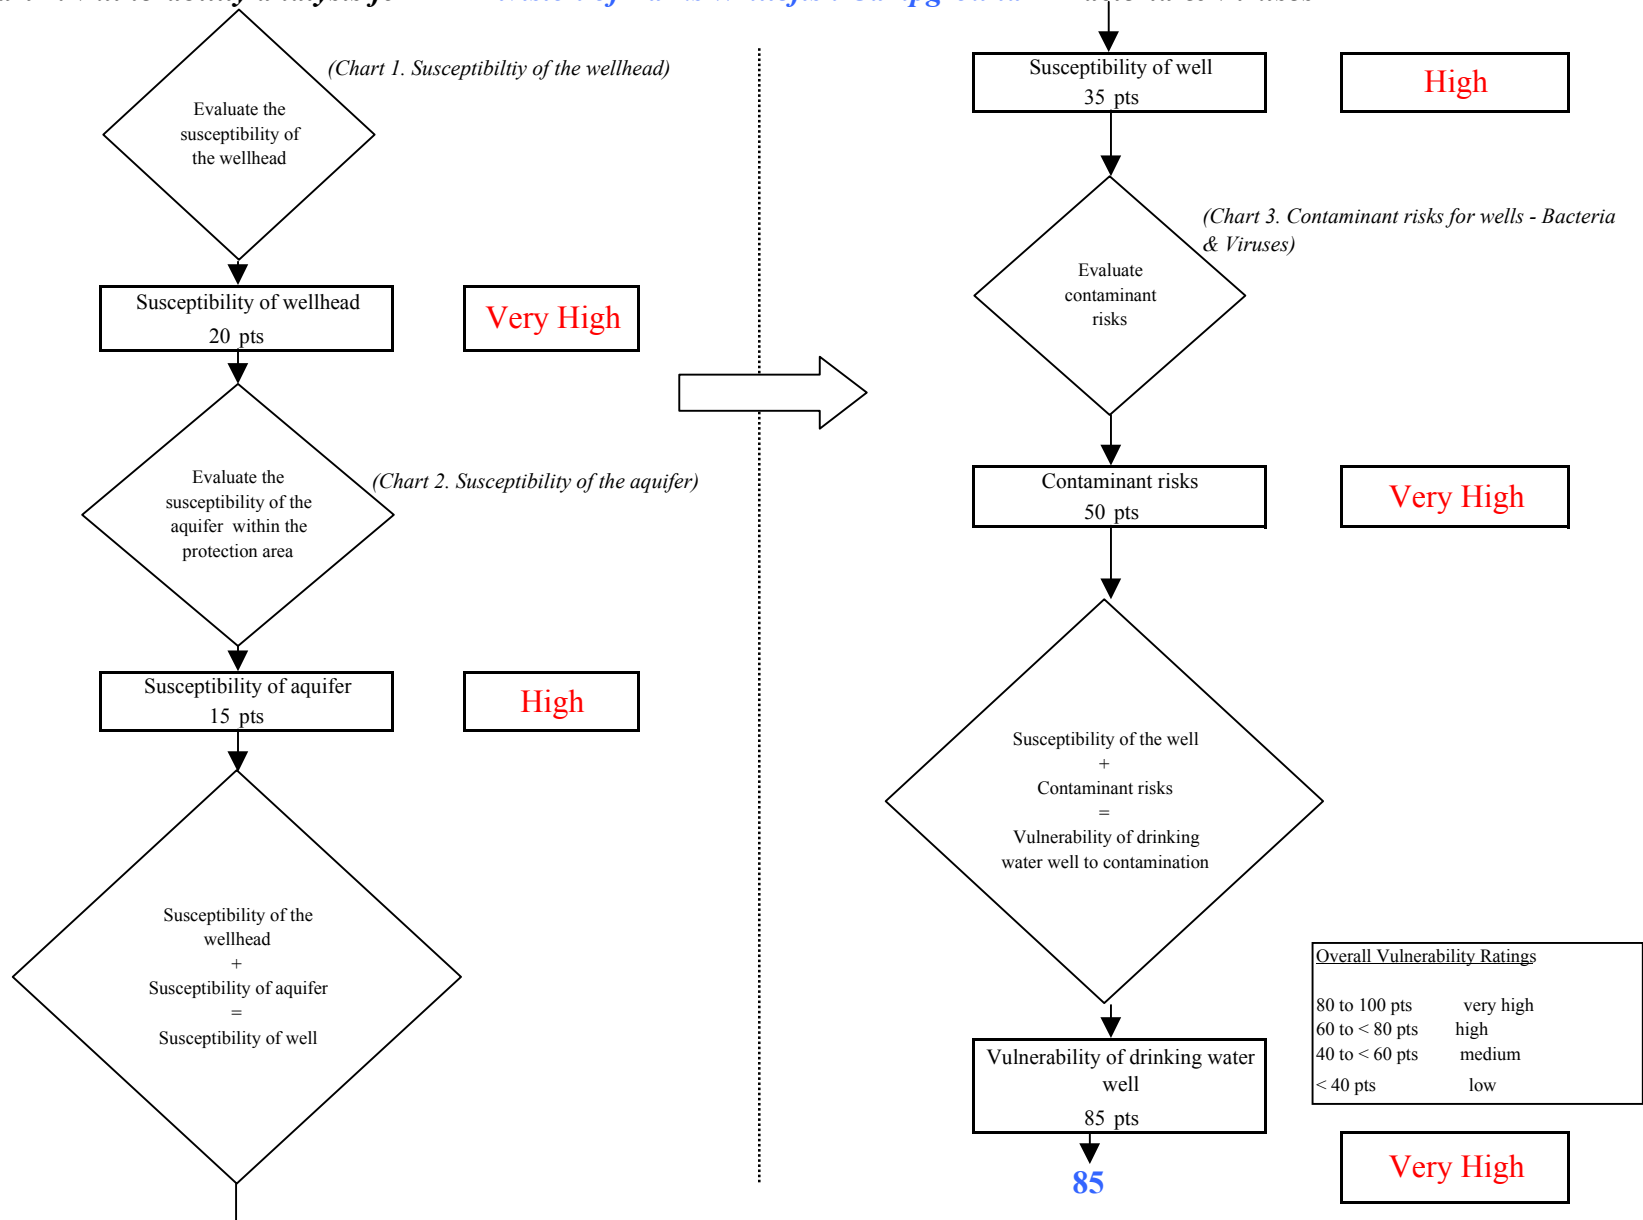 (Chart 1. Susceptibiltiy of the wellhead)
Evaluate the
susceptibility of
the wellhead
Susceptibility of wellhead
20 pts
Very High
Evaluate the
susceptibility of the
aquifer within the
protection area
(Chart 2. Susceptibility of the aquifer)
Susceptibility of aquifer
15 pts
High
Susceptibility of the
wellhead
+
Susceptibility of aquifer
=
Susceptibility of well
Susceptibility of well
35 pts
High
(Chart 3. Contaminant risks for wells - Bacteria
& Viruses)
Evaluate
contaminant
risks
Contaminant risks
50 pts
Very High
Susceptibility of the well
+
Contaminant risks
=
Vulnerability of drinking
water well to contamination
Overall Vulnerability Ratings
80 to 100 pts very high
60 to < 80 pts high
40 to < 60 pts medium
< 40 pts low
Vulnerability of drinking water
well
85 pts
85
Very High